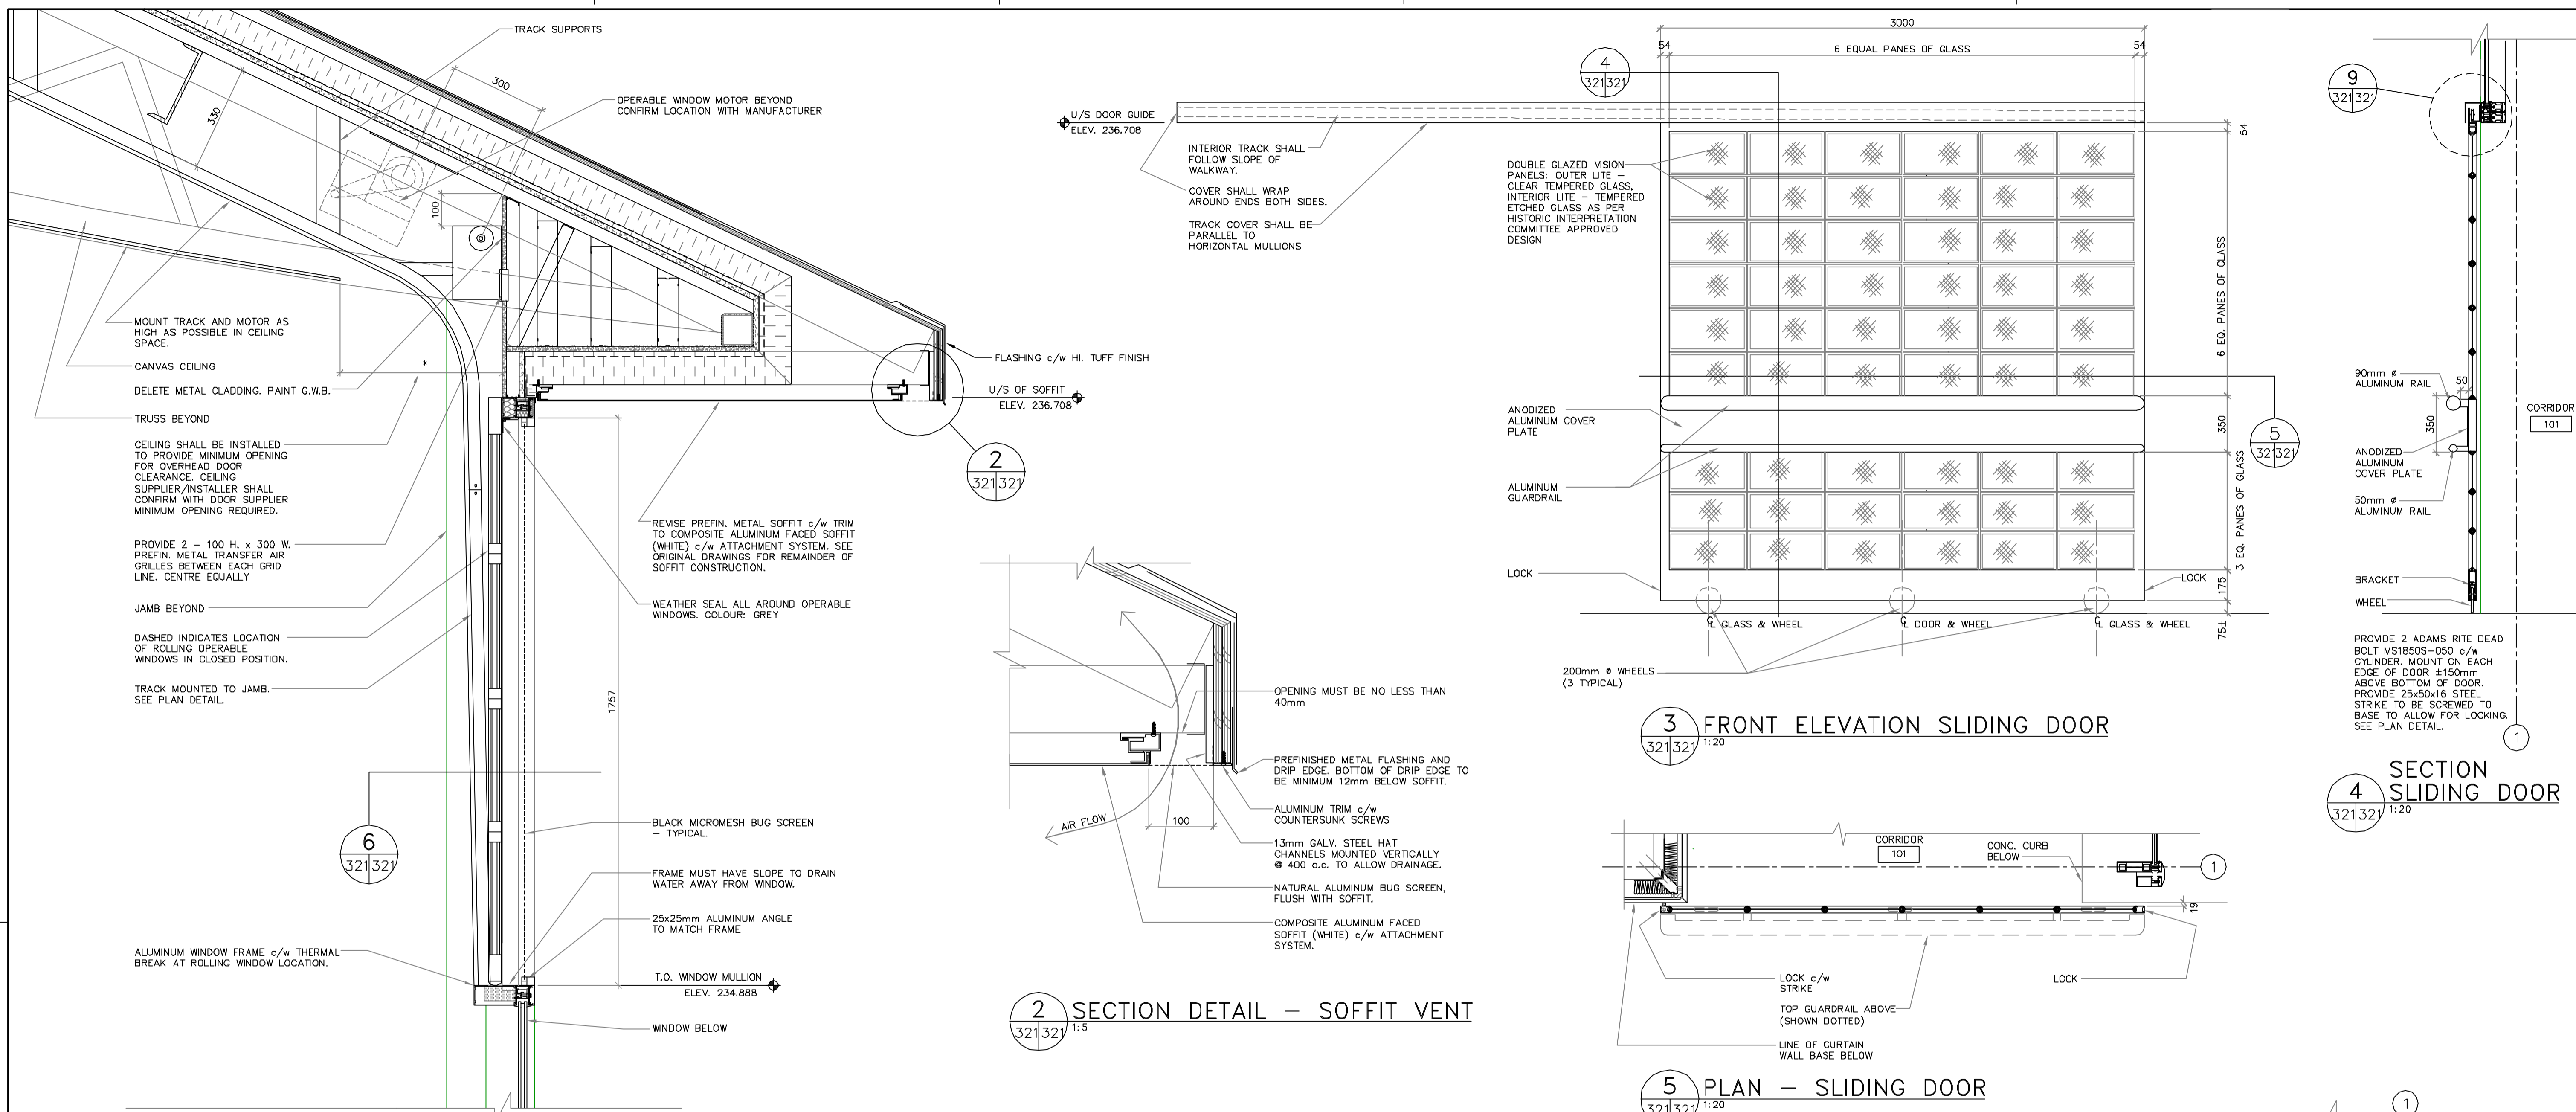 TRACK SUPPORTS
300
330
OPERABLE WINDOW MOTOR BEYOND
CONFIRM LOCATION WITH MANUFACTURER
100
MOUNT TRACK AND MOTOR AS
HIGH AS POSSIBLE IN CEILING
SPACE.
CANVAS CEILING
DELETE METAL CLADDING. PAINT G.W.B.
TRUSS BEYOND
CEILING SHALL BE INSTALLED
TO PROVIDE MINIMUM OPENING
FOR OVERHEAD DOOR
CLEARANCE. CEILING
SUPPLIER/INSTALLER SHALL
CONFIRM WITH DOOR SUPPLIER
MINIMUM OPENING REQUIRED.
*
PROVIDE 2 - 100 H. x 300 W.
PREFIN. METAL TRANSFER AIR
GRILLES BETWEEN EACH GRID
LINE. CENTRE EQUALLY
JAMB BEYOND
DASHED INDICATES LOCATION
OF ROLLING OPERABLE
WINDOWS IN CLOSED POSITION.
TRACK MOUNTED TO JAMB.
SEE PLAN DETAIL.
6
321 321
ALUMINUM WINDOW FRAME c/w THERMAL
BREAK AT ROLLING WINDOW LOCATION.
FLASHING c/w HI. TUFF FINISH
U/S OF SOFFIT
ELEV. 236.708
2
321 321
REVISE PREFIN. METAL SOFFIT c/w TRIM
TO COMPOSITE ALUMINUM FACED SOFFIT
(WHITE) c/w ATTACHMENT SYSTEM. SEE
ORIGINAL DRAWINGS FOR REMAINDER OF
SOFFIT CONSTRUCTION.
WEATHER SEAL ALL AROUND OPERABLE
WINDOWS. COLOUR: GREY
1757
BLACK MICROMESH BUG SCREEN
- TYPICAL.
FRAME MUST HAVE SLOPE TO DRAIN
WATER AWAY FROM WINDOW.
25x25mm ALUMINUM ANGLE
TO MATCH FRAME
T.O. WINDOW MULLION
ELEV. 234.888
WINDOW BELOW
OPENING MUST BE NO LESS THAN
40mm
PREFINISHED METAL FLASHING AND
DRIP EDGE. BOTTOM OF DRIP EDGE TO
BE MINIMUM 12mm BELOW SOFFIT.
ALUMINUM TRIM c/w
COUNTERSUNK SCREWS
AIR FLOW
100
13mm GALV. STEEL HAT
CHANNELS MOUNTED VERTICALLY
@ 400 o.c. TO ALLOW DRAINAGE.
NATURAL ALUMINUM BUG SCREEN,
FLUSH WITH SOFFIT.
COMPOSITE ALUMINUM FACED
SOFFIT (WHITE) c/w ATTACHMENT
SYSTEM.
2
321 321
SECTION DETAIL - SOFFIT VENT
1:5
3000
54
6 EQUAL PANES OF GLASS
54
4
321 321
U/S DOOR GUIDE
ELEV. 236.708
INTERIOR TRACK SHALL
FOLLOW SLOPE OF
WALKWAY.
COVER SHALL WRAP
AROUND ENDS BOTH SIDES.
TRACK COVER SHALL BE
PARALLEL TO
HORIZONTAL MULLIONS
DOUBLE GLAZED VISION
PANELS: OUTER LITE -
CLEAR TEMPERED GLASS,
INTERIOR LITE - TEMPERED
ETCHED GLASS AS PER
HISTORIC INTERPRETATION
COMMITTEE APPROVED
DESIGN
54
6 EQ. PANES OF GLASS
350
3 EQ. PANES OF GLASS
175
75±
ANODIZED
ALUMINUM COVER
PLATE
5
321 321
ALUMINUM
GUARDRAIL
LOCK
LOCK
℄ GLASS & WHEEL
℄ DOOR & WHEEL
℄ GLASS & WHEEL
200mm ø WHEELS
(3 TYPICAL)
3
321 321
FRONT ELEVATION SLIDING DOOR
1:20
CORRIDOR
101
CONC. CURB
BELOW
1
19
LOCK c/w
STRIKE
LOCK
TOP GUARDRAIL ABOVE
(SHOWN DOTTED)
LINE OF CURTAIN
WALL BASE BELOW
5
321 321
PLAN - SLIDING DOOR
1:20
9
321 321
90mm ø
ALUMINUM RAIL
50
350
CORRIDOR
101
ANODIZED
ALUMINUM
COVER PLATE
50mm ø
ALUMINUM RAIL
BRACKET
WHEEL
PROVIDE 2 ADAMS RITE DEAD
BOLT MS1850S-050 c/w
CYLINDER. MOUNT ON EACH
EDGE OF DOOR ±150mm
ABOVE BOTTOM OF DOOR.
PROVIDE 25x50x16 STEEL
STRIKE TO BE SCREWED TO
BASE TO ALLOW FOR LOCKING.
SEE PLAN DETAIL.
1
4
321 321
SECTION
SLIDING DOOR
1:20
1